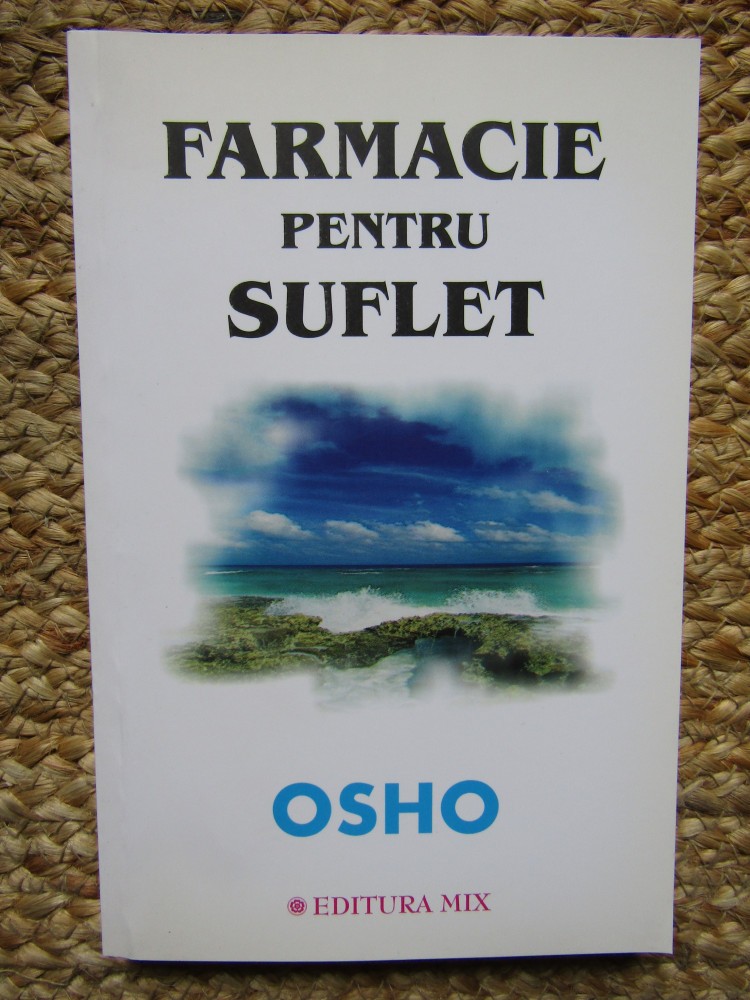 FARMACIE
PENTRU
SUFLET
OSHO
EDITURA MIX